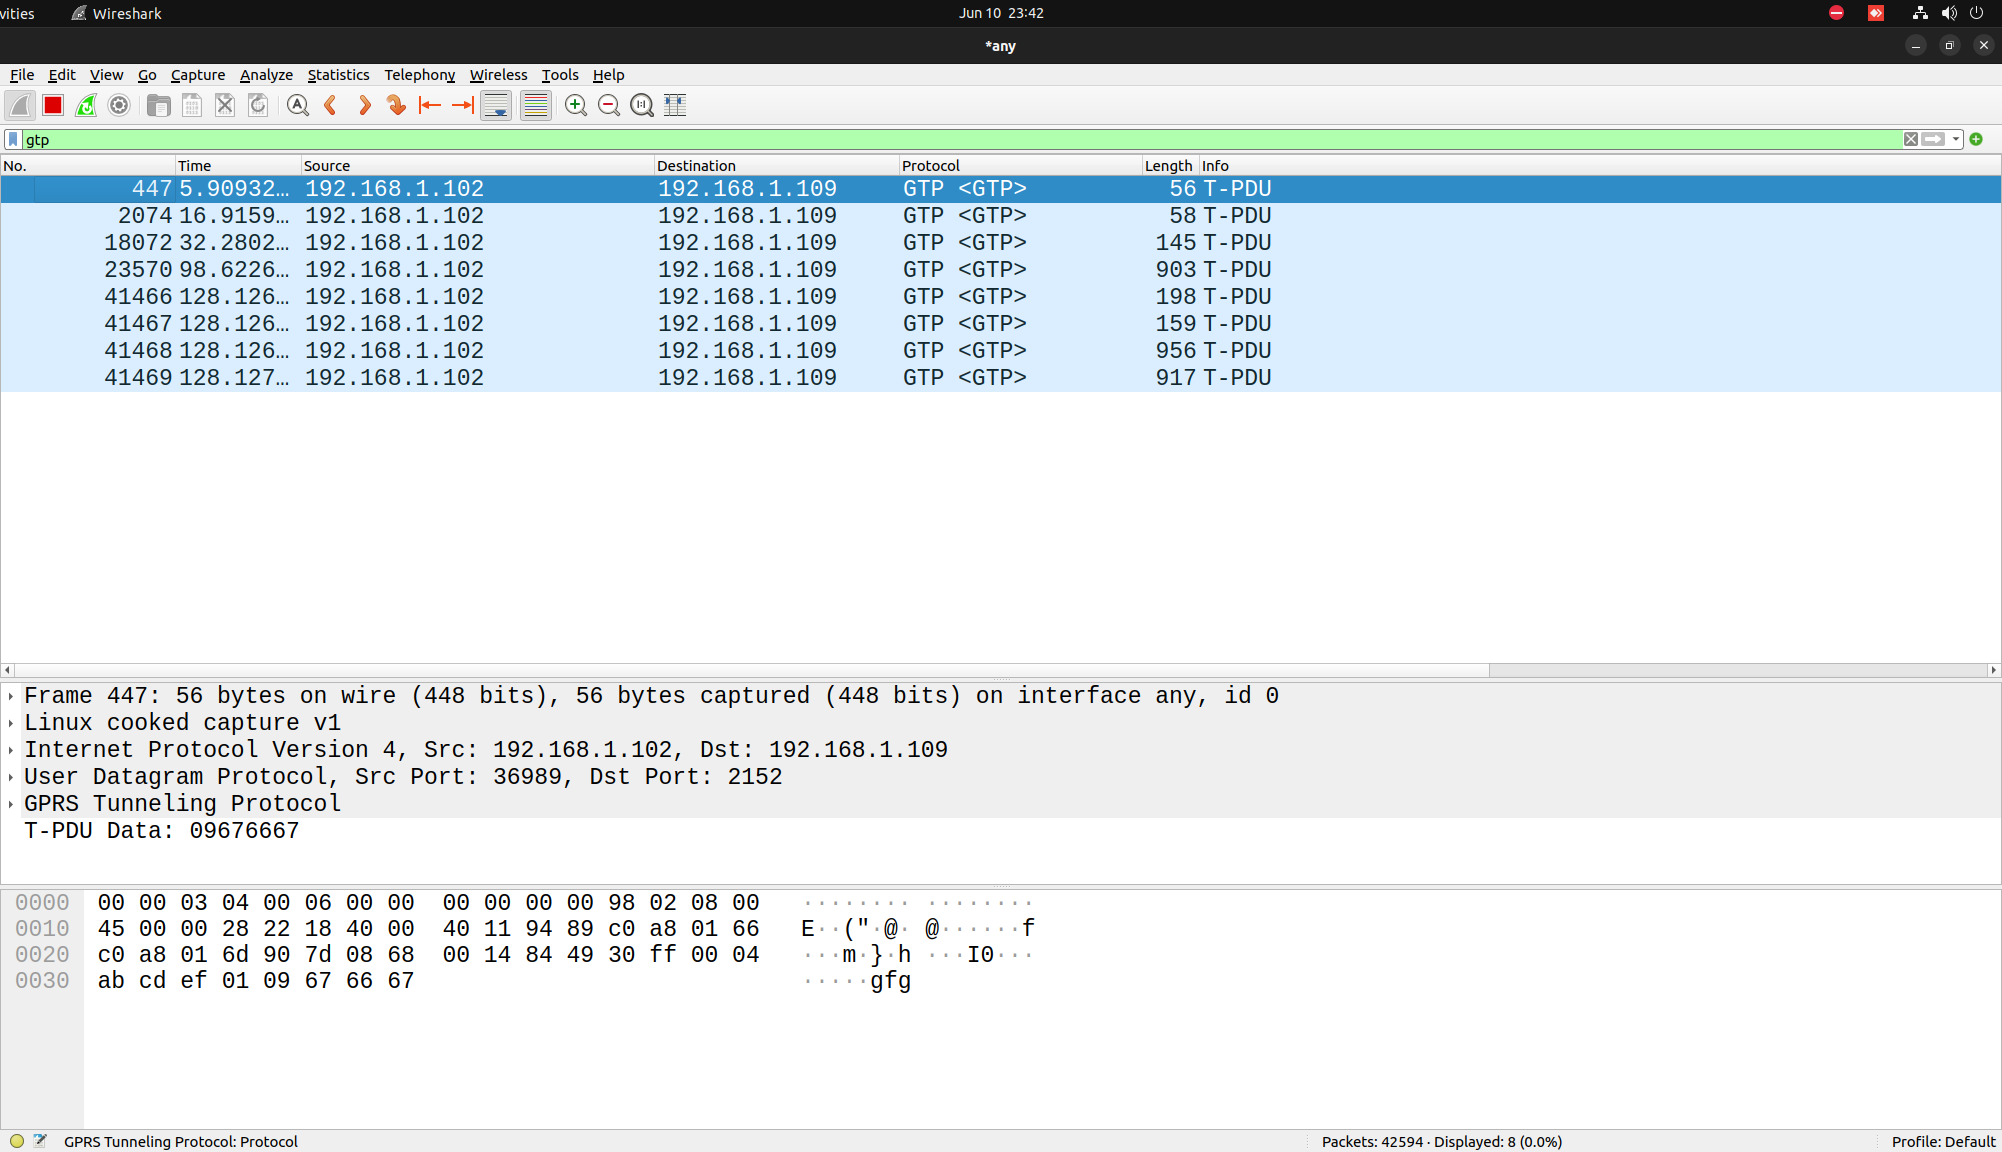 vities Wireshark Jun 10 23:42
*any
File Edit View Go Capture Analyze Statistics Telephony Wireless Tools Help
gtp
No. Time Source Destination Protocol Length Info
447 5.90932… 192.168.1.102 192.168.1.109 GTP <GTP> 56 T-PDU
2074 16.9159… 192.168.1.102 192.168.1.109 GTP <GTP> 58 T-PDU
18072 32.2802… 192.168.1.102 192.168.1.109 GTP <GTP> 145 T-PDU
23570 98.6226… 192.168.1.102 192.168.1.109 GTP <GTP> 903 T-PDU
41466 128.126… 192.168.1.102 192.168.1.109 GTP <GTP> 198 T-PDU
41467 128.126… 192.168.1.102 192.168.1.109 GTP <GTP> 159 T-PDU
41468 128.126… 192.168.1.102 192.168.1.109 GTP <GTP> 956 T-PDU
41469 128.127… 192.168.1.102 192.168.1.109 GTP <GTP> 917 T-PDU
Frame 447: 56 bytes on wire (448 bits), 56 bytes captured (448 bits) on interface any, id 0
Linux cooked capture v1
Internet Protocol Version 4, Src: 192.168.1.102, Dst: 192.168.1.109
User Datagram Protocol, Src Port: 36989, Dst Port: 2152
GPRS Tunneling Protocol
T-PDU Data: 09676667
0000 00 00 03 04 00 06 00 00 00 00 00 00 98 02 08 00 ········ ········
0010 45 00 00 28 22 18 40 00 40 11 94 89 c0 a8 01 66 E··("·@· @······f
0020 c0 a8 01 6d 90 7d 08 68 00 14 84 49 30 ff 00 04 ···m·}·h ···I0···
0030 ab cd ef 01 09 67 66 67 ·····gfg
GPRS Tunneling Protocol: Protocol Packets: 42594 · Displayed: 8 (0.0%) Profile: Default